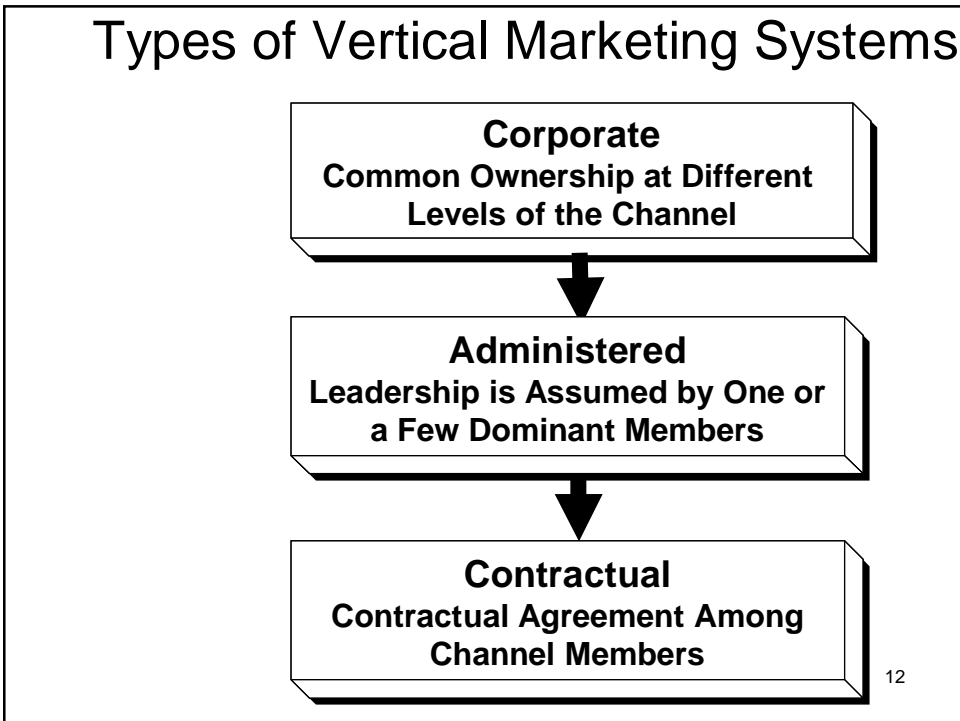 Types of Vertical Marketing Systems
Corporate
Common Ownership at Different
Levels of the Channel
Administered
Leadership is Assumed by One or
a Few Dominant Members
Contractual
Contractual Agreement Among
Channel Members
12